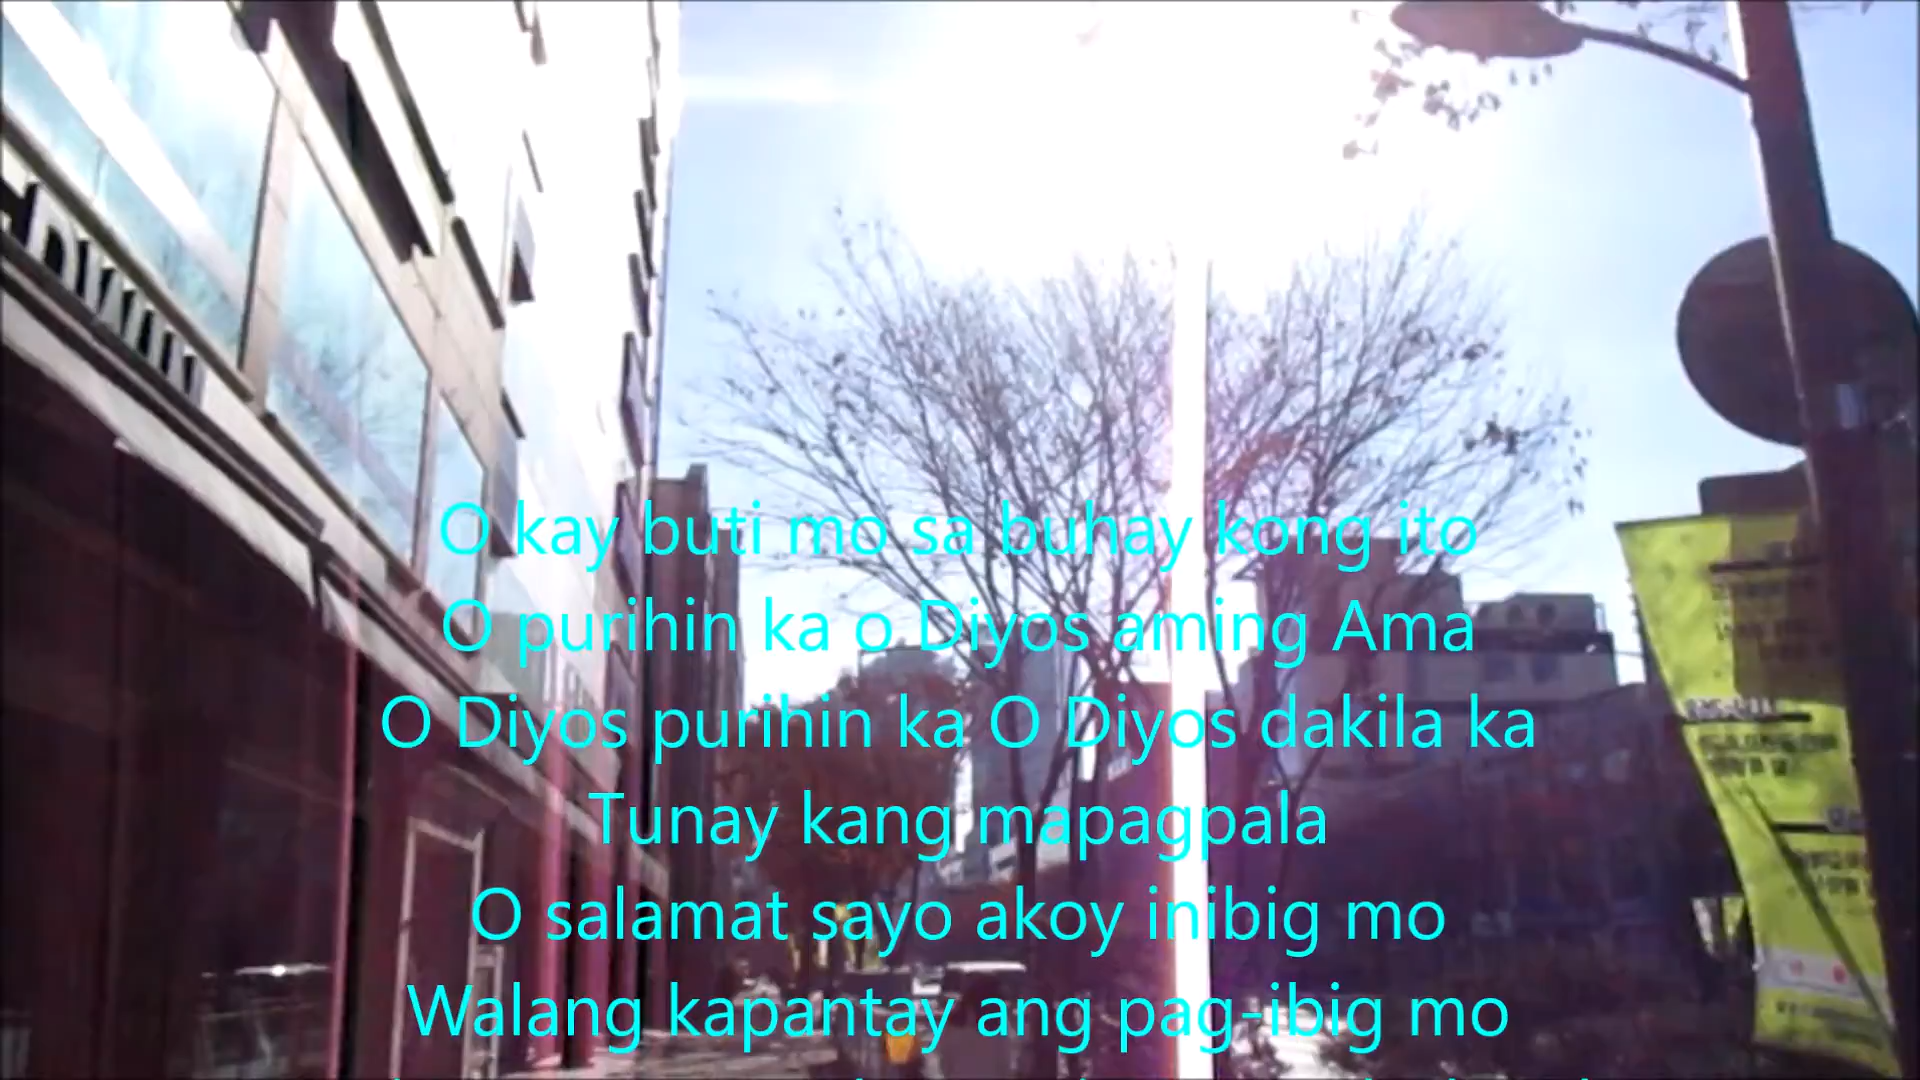 EDWIN
O kay buti mo sa buhay kong ito
O purihin ka o Diyos aming Ama
O Diyos purihin ka O Diyos dakila ka
Tunay kang mapagpala
O salamat sayo akoy inibig mo
Walang kapantay ang pag-ibig mo